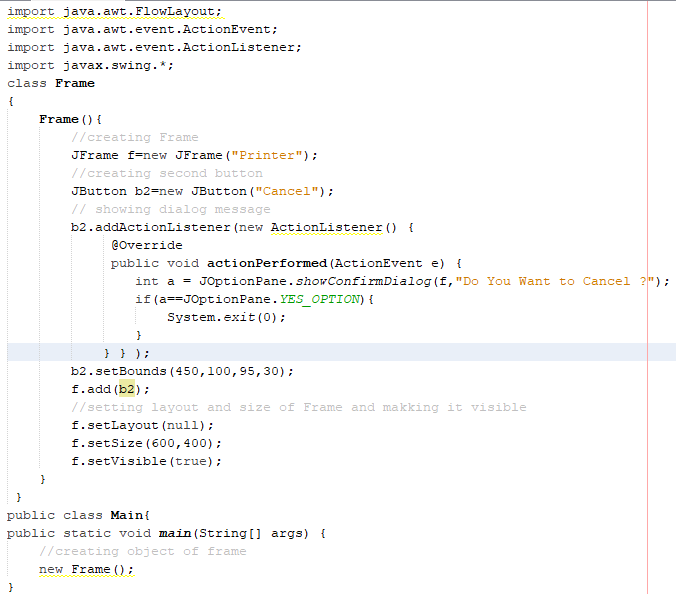 import java.awt.FlowLayout;
import java.awt.event.ActionEvent;
import java.awt.event.ActionListener;
import javax.swing.*;
class Frame
{
    Frame(){
        //creating Frame
        JFrame f=new JFrame("Printer");
        //creating second button
        JButton b2=new JButton("Cancel");
        // showing dialog message
        b2.addActionListener(new ActionListener() {
             @Override
             public void actionPerformed(ActionEvent e) {
                int a = JOptionPane.showConfirmDialog(f,"Do You Want to Cancel ?");
                if(a==JOptionPane.YES_OPTION){
                    System.exit(0);
                }
            } } );
        b2.setBounds(450,100,95,30);
        f.add(b2);
        //setting layout and size of Frame and makking it visible
        f.setLayout(null);
        f.setSize(600,400);
        f.setVisible(true);
    }
 }
public class Main{
public static void main(String[] args) {
    //creating object of frame
    new Frame();
}